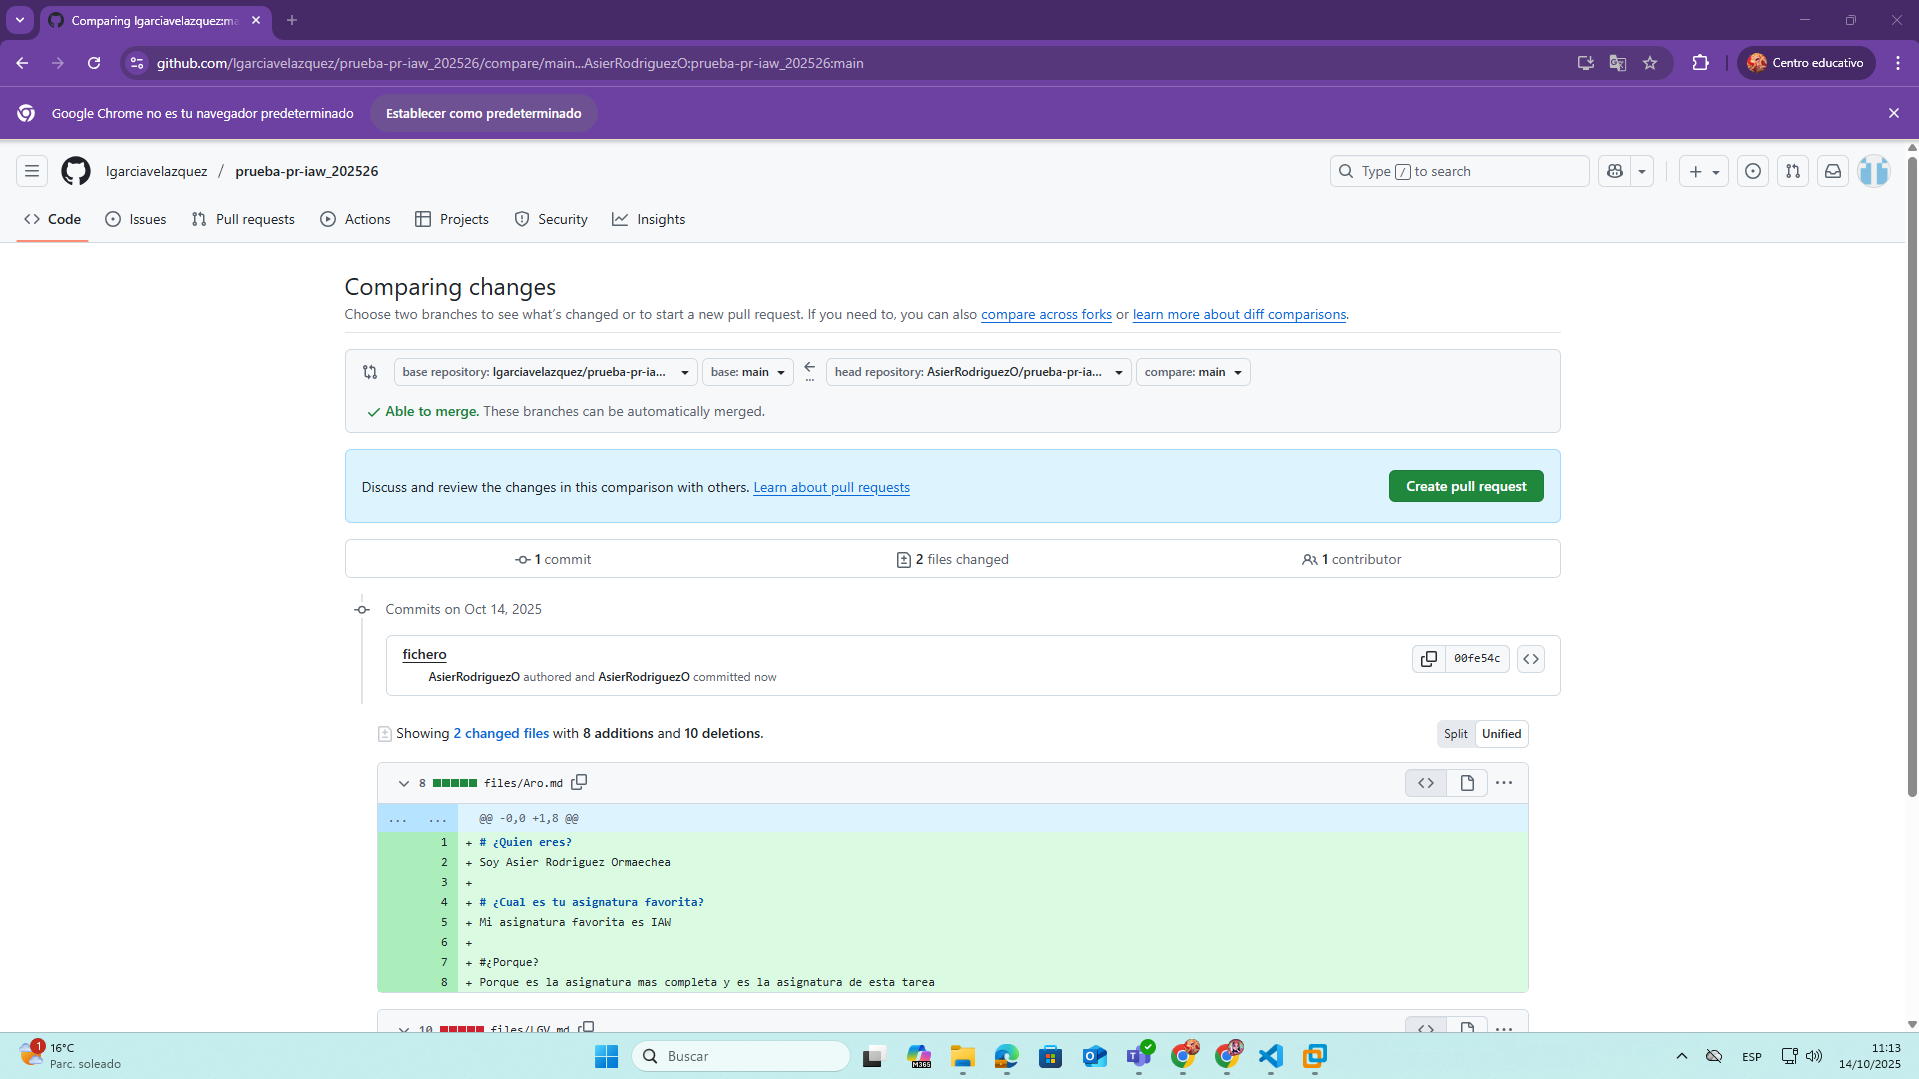 Comparing lgarciavelazquez:ma
github.com/lgarciavelazquez/prueba-pr-iaw_202526/compare/main...AsierRodriguezO:prueba-pr-iaw_202526:main
Centro educativo
Google Chrome no es tu navegador predeterminado
Establecer como predeterminado
lgarciavelazquez / prueba-pr-iaw_202526
Type / to search
Code
Issues
Pull requests
Actions
Projects
Security
Insights
Comparing changes
Choose two branches to see what's changed or to start a new pull request. If you need to, you can also compare across forks or learn more about diff comparisons.
base repository: lgarciavelazquez/prueba-pr-ia...
base: main
head repository: AsierRodriguezO/prueba-pr-ia...
compare: main
Able to merge. These branches can be automatically merged.
Discuss and review the changes in this comparison with others. Learn about pull requests
Create pull request
1 commit
2 files changed
1 contributor
Commits on Oct 14, 2025
fichero
00fe54c
AsierRodriguezO authored and AsierRodriguezO committed now
Showing 2 changed files with 8 additions and 10 deletions.
Split
Unified
8 files/Aro.md
... ... @@ -0,0 +1,8 @@
1 + # ¿Quien eres?
2 + Soy Asier Rodriguez Ormaechea
3 +
4 + # ¿Cual es tu asignatura favorita?
5 + Mi asignatura favorita es IAW
6 +
7 + #¿Porque?
8 + Porque es la asignatura mas completa y es la asignatura de esta tarea
10 files/LGV.md
1
16°C
Parc. soleado
Buscar
M365
ESP
11:13
14/10/2025